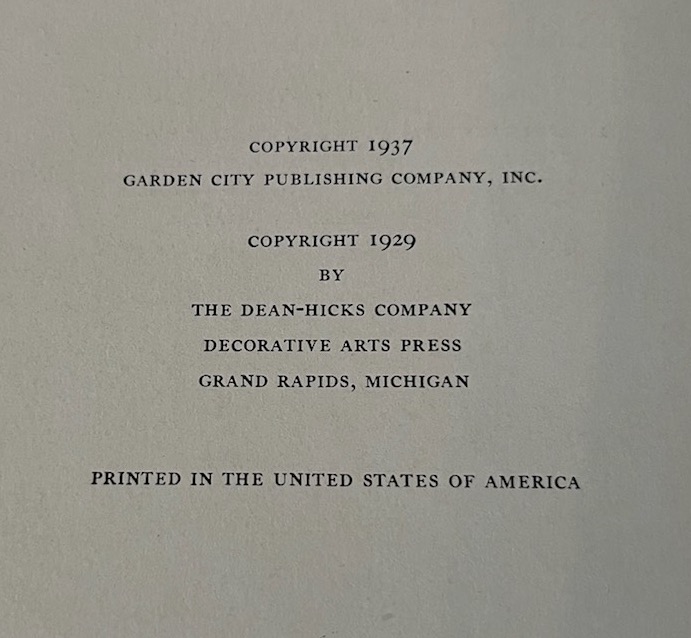 COPYRIGHT 1937
GARDEN CITY PUBLISHING COMPANY, INC.
COPYRIGHT 1929
BY
THE DEAN-HICKS COMPANY
DECORATIVE ARTS PRESS
GRAND RAPIDS, MICHIGAN
PRINTED IN THE UNITED STATES OF AMERICA